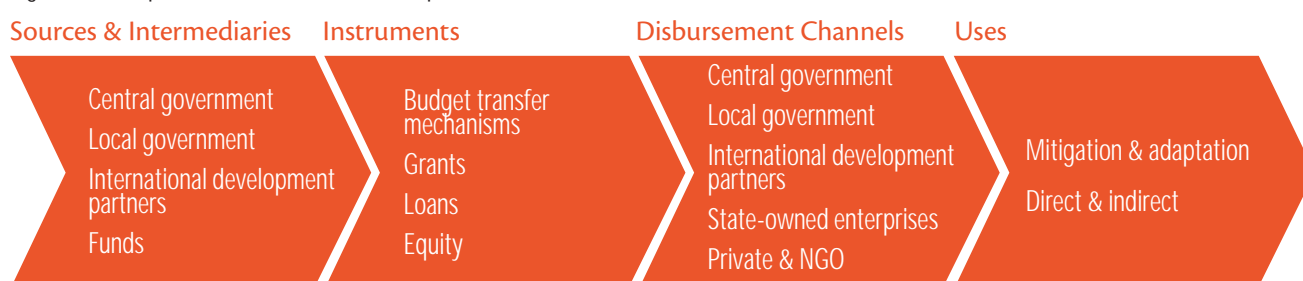 Sources & Intermediaries
Instruments
Disbursement Channels
Uses
Central government
Local government
International development
partners
Funds
Budget transfer
mechanisms
Grants
Loans
Equity
Central government
Local government
International development
partners
State-owned enterprises
Private & NGO
Mitigation & adaptation
Direct & indirect